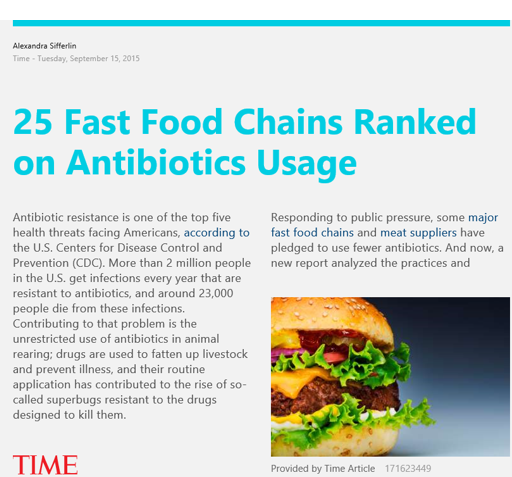 Alexandra Sifferlin
Time - Tuesday, September 15, 2015
25 Fast Food Chains Ranked
on Antibiotics Usage
Antibiotic resistance is one of the top five
health threats facing Americans, according to
the U.S. Centers for Disease Control and
Prevention (CDC). More than 2 million people
in the U.S. get infections every year that are
resistant to antibiotics, and around 23,000
people die from these infections.
Contributing to that problem is the
unrestricted use of antibiotics in animal
rearing; drugs are used to fatten up livestock
and prevent illness, and their routine
application has contributed to the rise of so-
called superbugs resistant to the drugs
designed to kill them.
TIME
Responding to public pressure, some major
fast food chains and meat suppliers have
pledged to use fewer antibiotics. And now, a
new report analyzed the practices and
Provided by Time Article 171623449